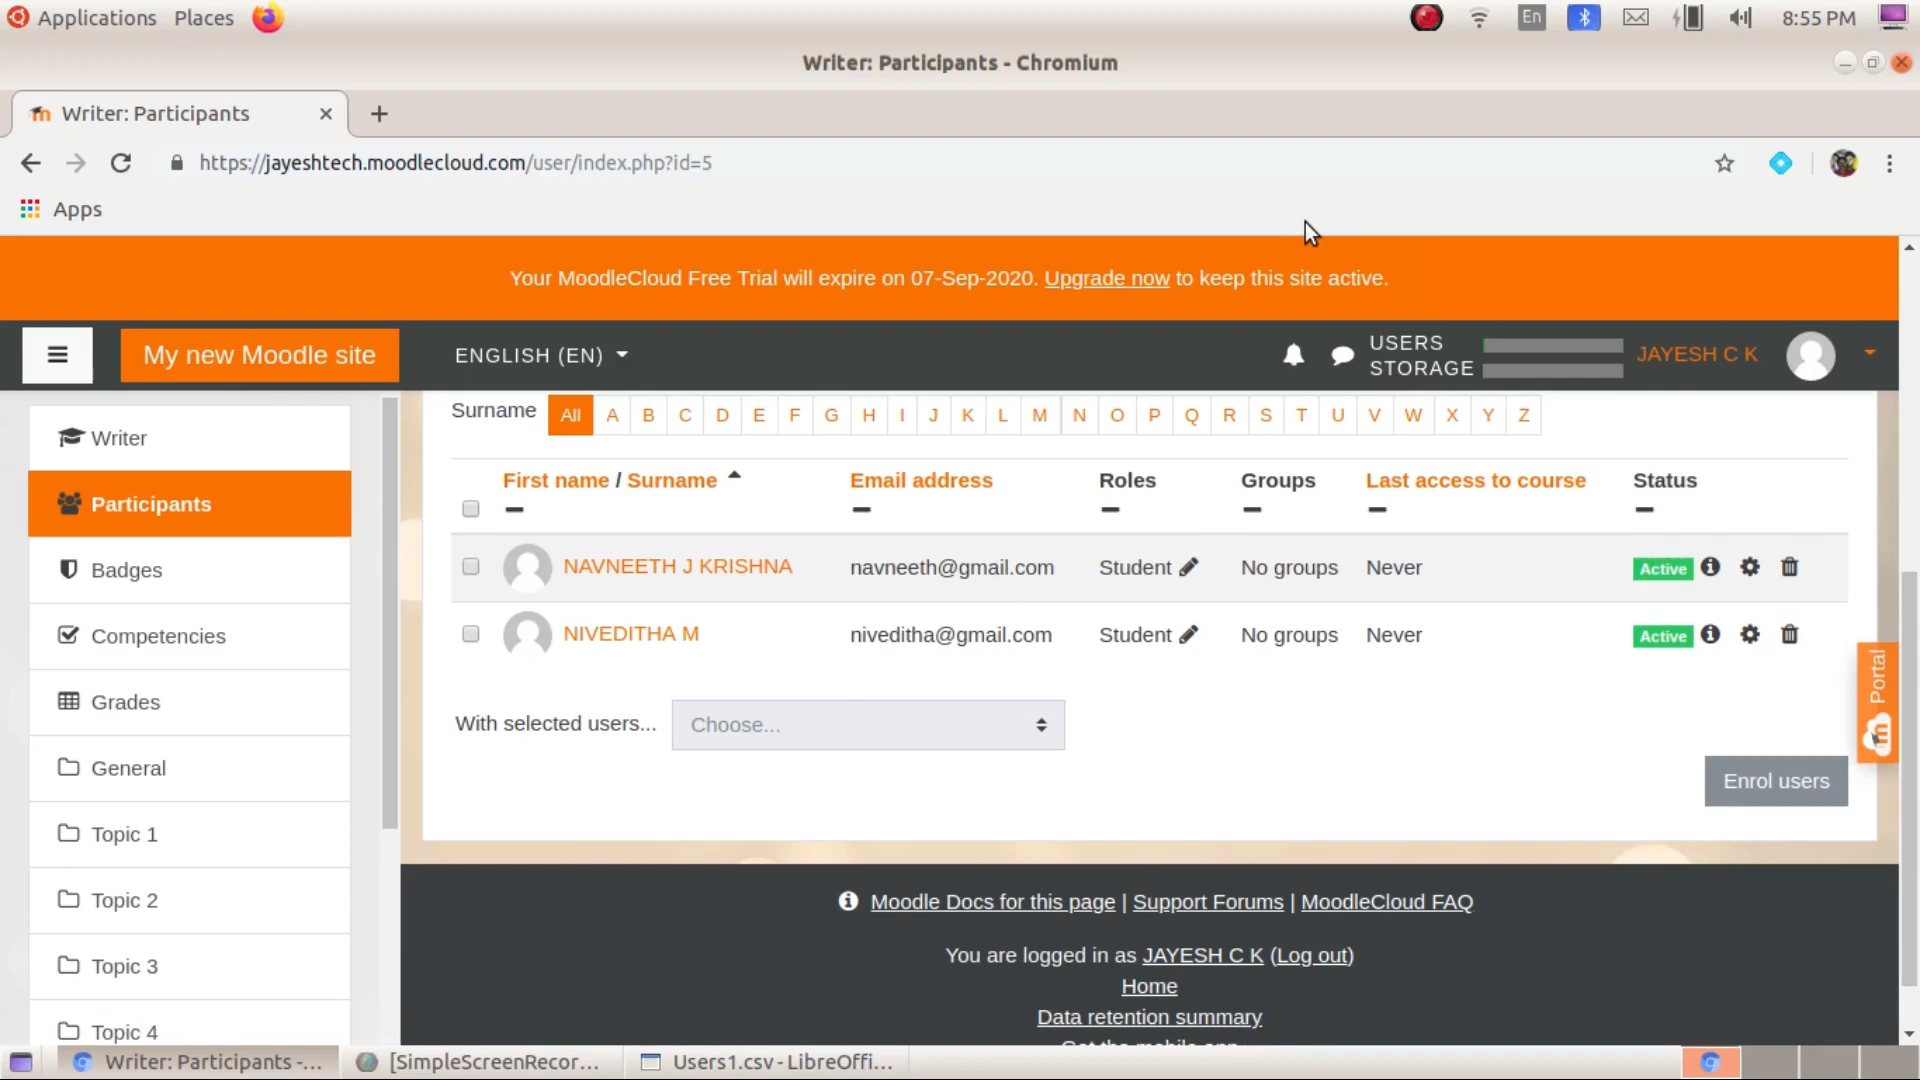 Applications Places
En
8:55 PM
Writer: Participants - Chromium
Writer: Participants
https://jayeshtech.moodlecloud.com/user/index.php?id=5
Apps
Your MoodleCloud Free Trial will expire on 07-Sep-2020. Upgrade now to keep this site active.
My new Moodle site
ENGLISH (EN)
USERS
STORAGE
JAYESH C K
Writer
Participants
Badges
Competencies
Grades
General
Topic 1
Topic 2
Topic 3
Topic 4
Surname All A B C D E F G H I J K L M N O P Q R S T U V W X Y Z
First name / Surname Email address Roles Groups Last access to course Status
NAVNEETH J KRISHNA navneeth@gmail.com Student No groups Never Active
NIVEDITHA M niveditha@gmail.com Student No groups Never Active
With selected users... Choose...
Enrol users
Portal
Moodle Docs for this page | Support Forums | MoodleCloud FAQ
You are logged in as JAYESH C K (Log out)
Home
Data retention summary
Get the mobile app
Writer: Participants -... [SimpleScreenRecor... Users1.csv - LibreOffi...